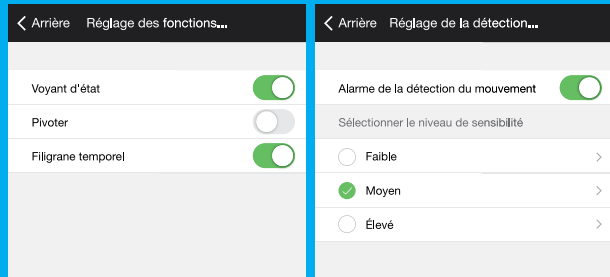 Arrière Réglage des fonctions...
Voyant d'état
Pivoter
Filigrane temporel
Arrière Réglage de la détection...
Alarme de la détection du mouvement
Sélectionner le niveau de sensibilité
Faible
Moyen
Élevé